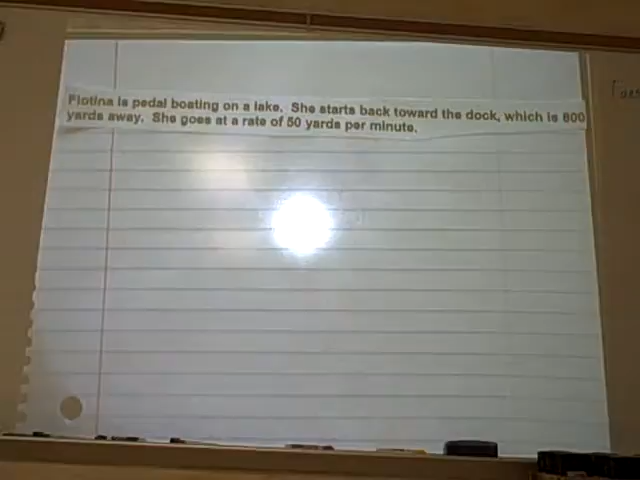 Flotina is pedal boating on a lake. She starts back toward the dock, which is 600
yards away. She goes at a rate of 50 yards per minute.